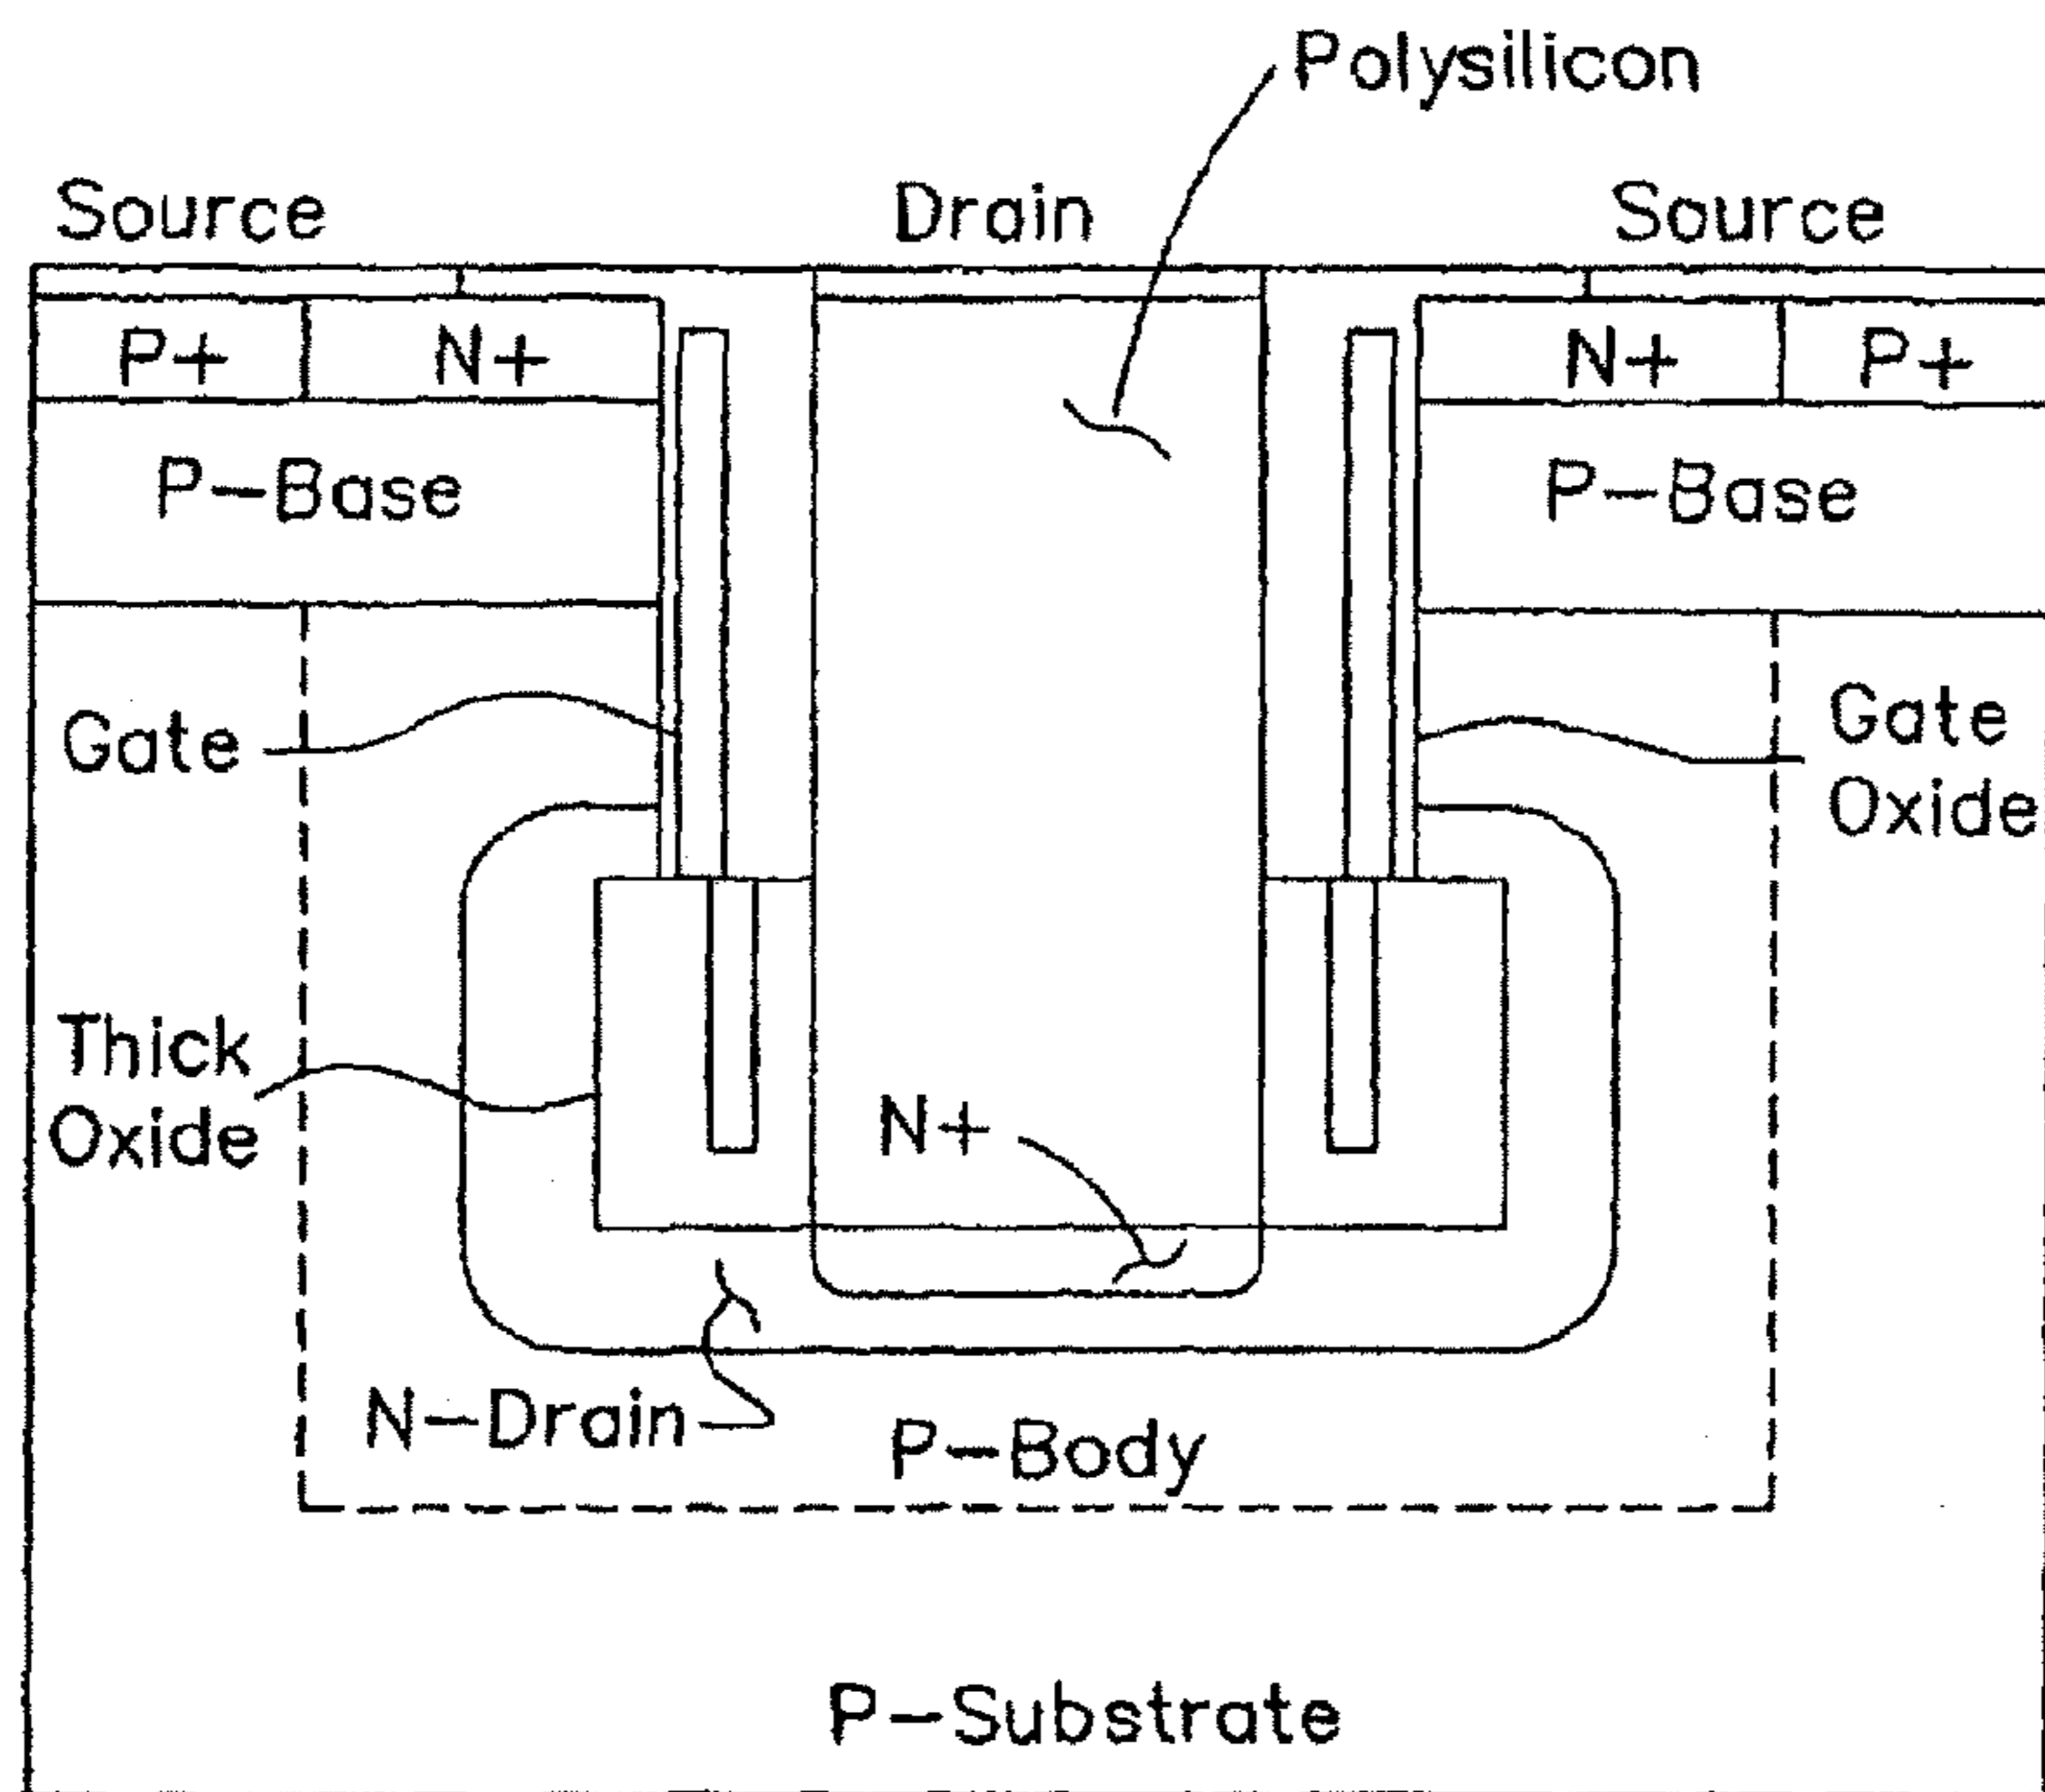 Polysilicon
Source
Drain
Source
P+
N+
N+
P+
P-Base
P-Base
Gate
Gate
Oxide
Thick
Oxide
N+
N-Drain
P-Body
P-Substrate